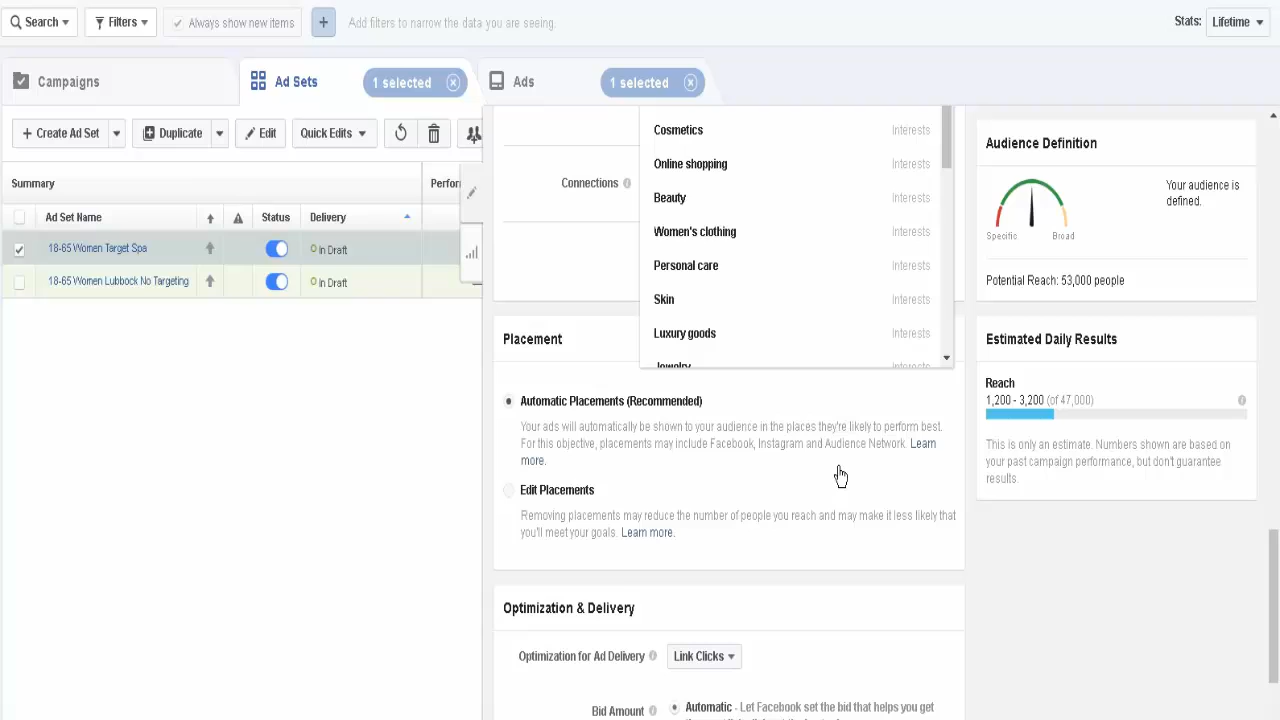 Search
Filters
Always show new items
+
Add filters to narrow the data you are seeing.
Stats:
Lifetime
Campaigns
Ad Sets
1 selected
Ads
1 selected
+ Create Ad Set
Duplicate
Edit
Quick Edits
Summary
Perfor
Ad Set Name
Status
Delivery
18-65 Women Target Spa
In Draft
18-65 Women Lubbock No Targeting
In Draft
Connections
Cosmetics Interests
Online shopping Interests
Beauty Interests
Women's clothing Interests
Personal care Interests
Skin Interests
Luxury goods Interests
Jewelry Interests
Placement
Automatic Placements (Recommended)
Your ads will automatically be shown to your audience in the places they're likely to perform best.
For this objective, placements may include Facebook, Instagram and Audience Network. Learn
more.
Edit Placements
Removing placements may reduce the number of people you reach and may make it less likely that
you'll meet your goals. Learn more.
Optimization & Delivery
Optimization for Ad Delivery
Link Clicks
Bid Amount
Automatic - Let Facebook set the bid that helps you get
Audience Definition
Your audience is
defined.
Specific
Broad
Potential Reach: 53,000 people
Estimated Daily Results
Reach
1,200 - 3,200 (of 47,000)
This is only an estimate. Numbers shown are based on
your past campaign performance, but don't guarantee
results.